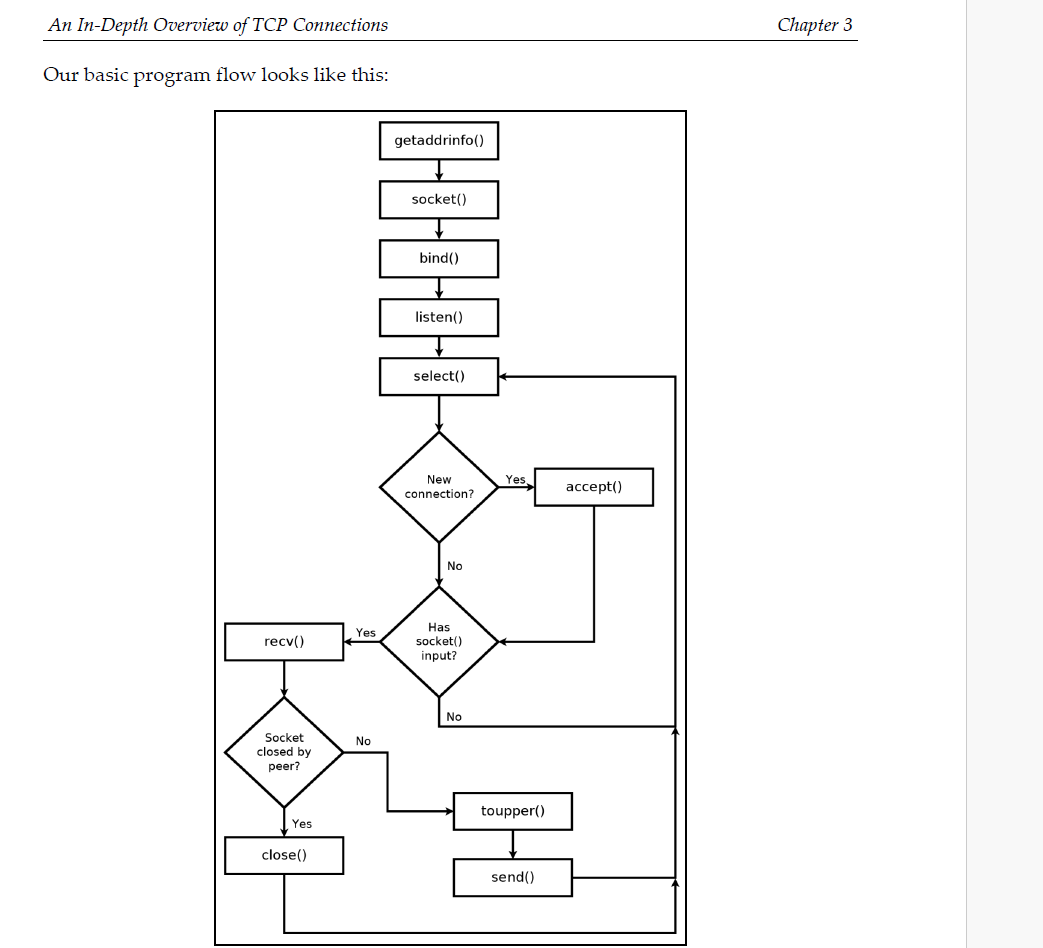 An In-Depth Overview of TCP Connections Chapter 3
Our basic program flow looks like this:
getaddrinfo()
socket()
bind()
listen()
select()
New
connection?
Yes
accept()
No
Has
socket()
input?
Yes
recv()
No
Socket
closed by
peer?
No
toupper()
Yes
close()
send()